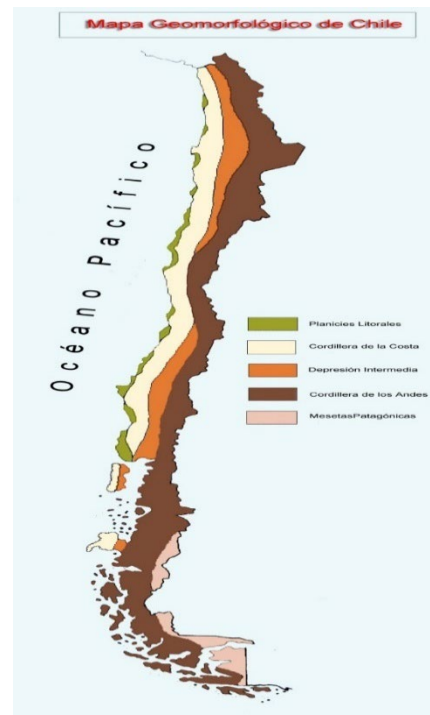 Mapa Geomorfológico de Chile
Océano Pacífico
Planicies Litorales
Cordillera de la Costa
Depresión Intermedia
Cordillera de los Andes
MesetasPatagónicas